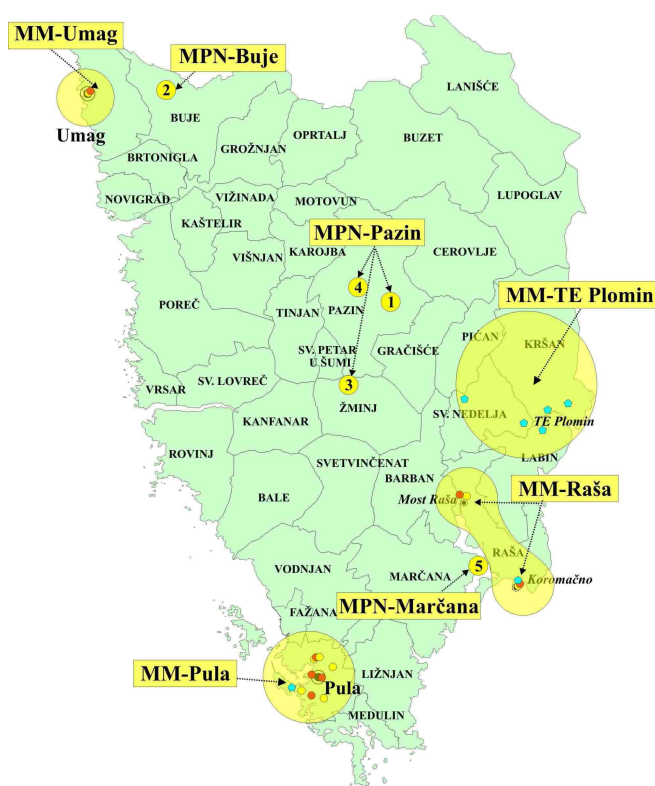 MM-Umag
MPN-Buje
LANIŠĆE
2
Umag
BUJE
OPRTALJ
BUZET
GROŽNJAN
BRTONIGLA
LUPOGLAV
NOVIGRAD
VIŽINADA
MOTOVUN
KAŠTELIR
MPN-Pazin
KAROJBA
CEROVLJE
VIŠNJAN
4
1
MM-TE Plomin
POREČ
TINJAN
PAZIN
PIĆAN
KRŠAN
SV. PETAR
U ŠUMI
GRAČIŠĆE
SV. LOVREČ
3
VRSAR
ŽMINJ
KANFANAR
SV. NEDELJA
TE Plomin
ROVINJ
LABIN
SVETVINČENAT
BARBAN
BALE
Most Raša
MM-Raša
RAŠA
VODNJAN
MARČANA
5
Koromačno
FAŽANA
MPN-Marčana
MM-Pula
LIŽNJAN
Pula
MEDULIN